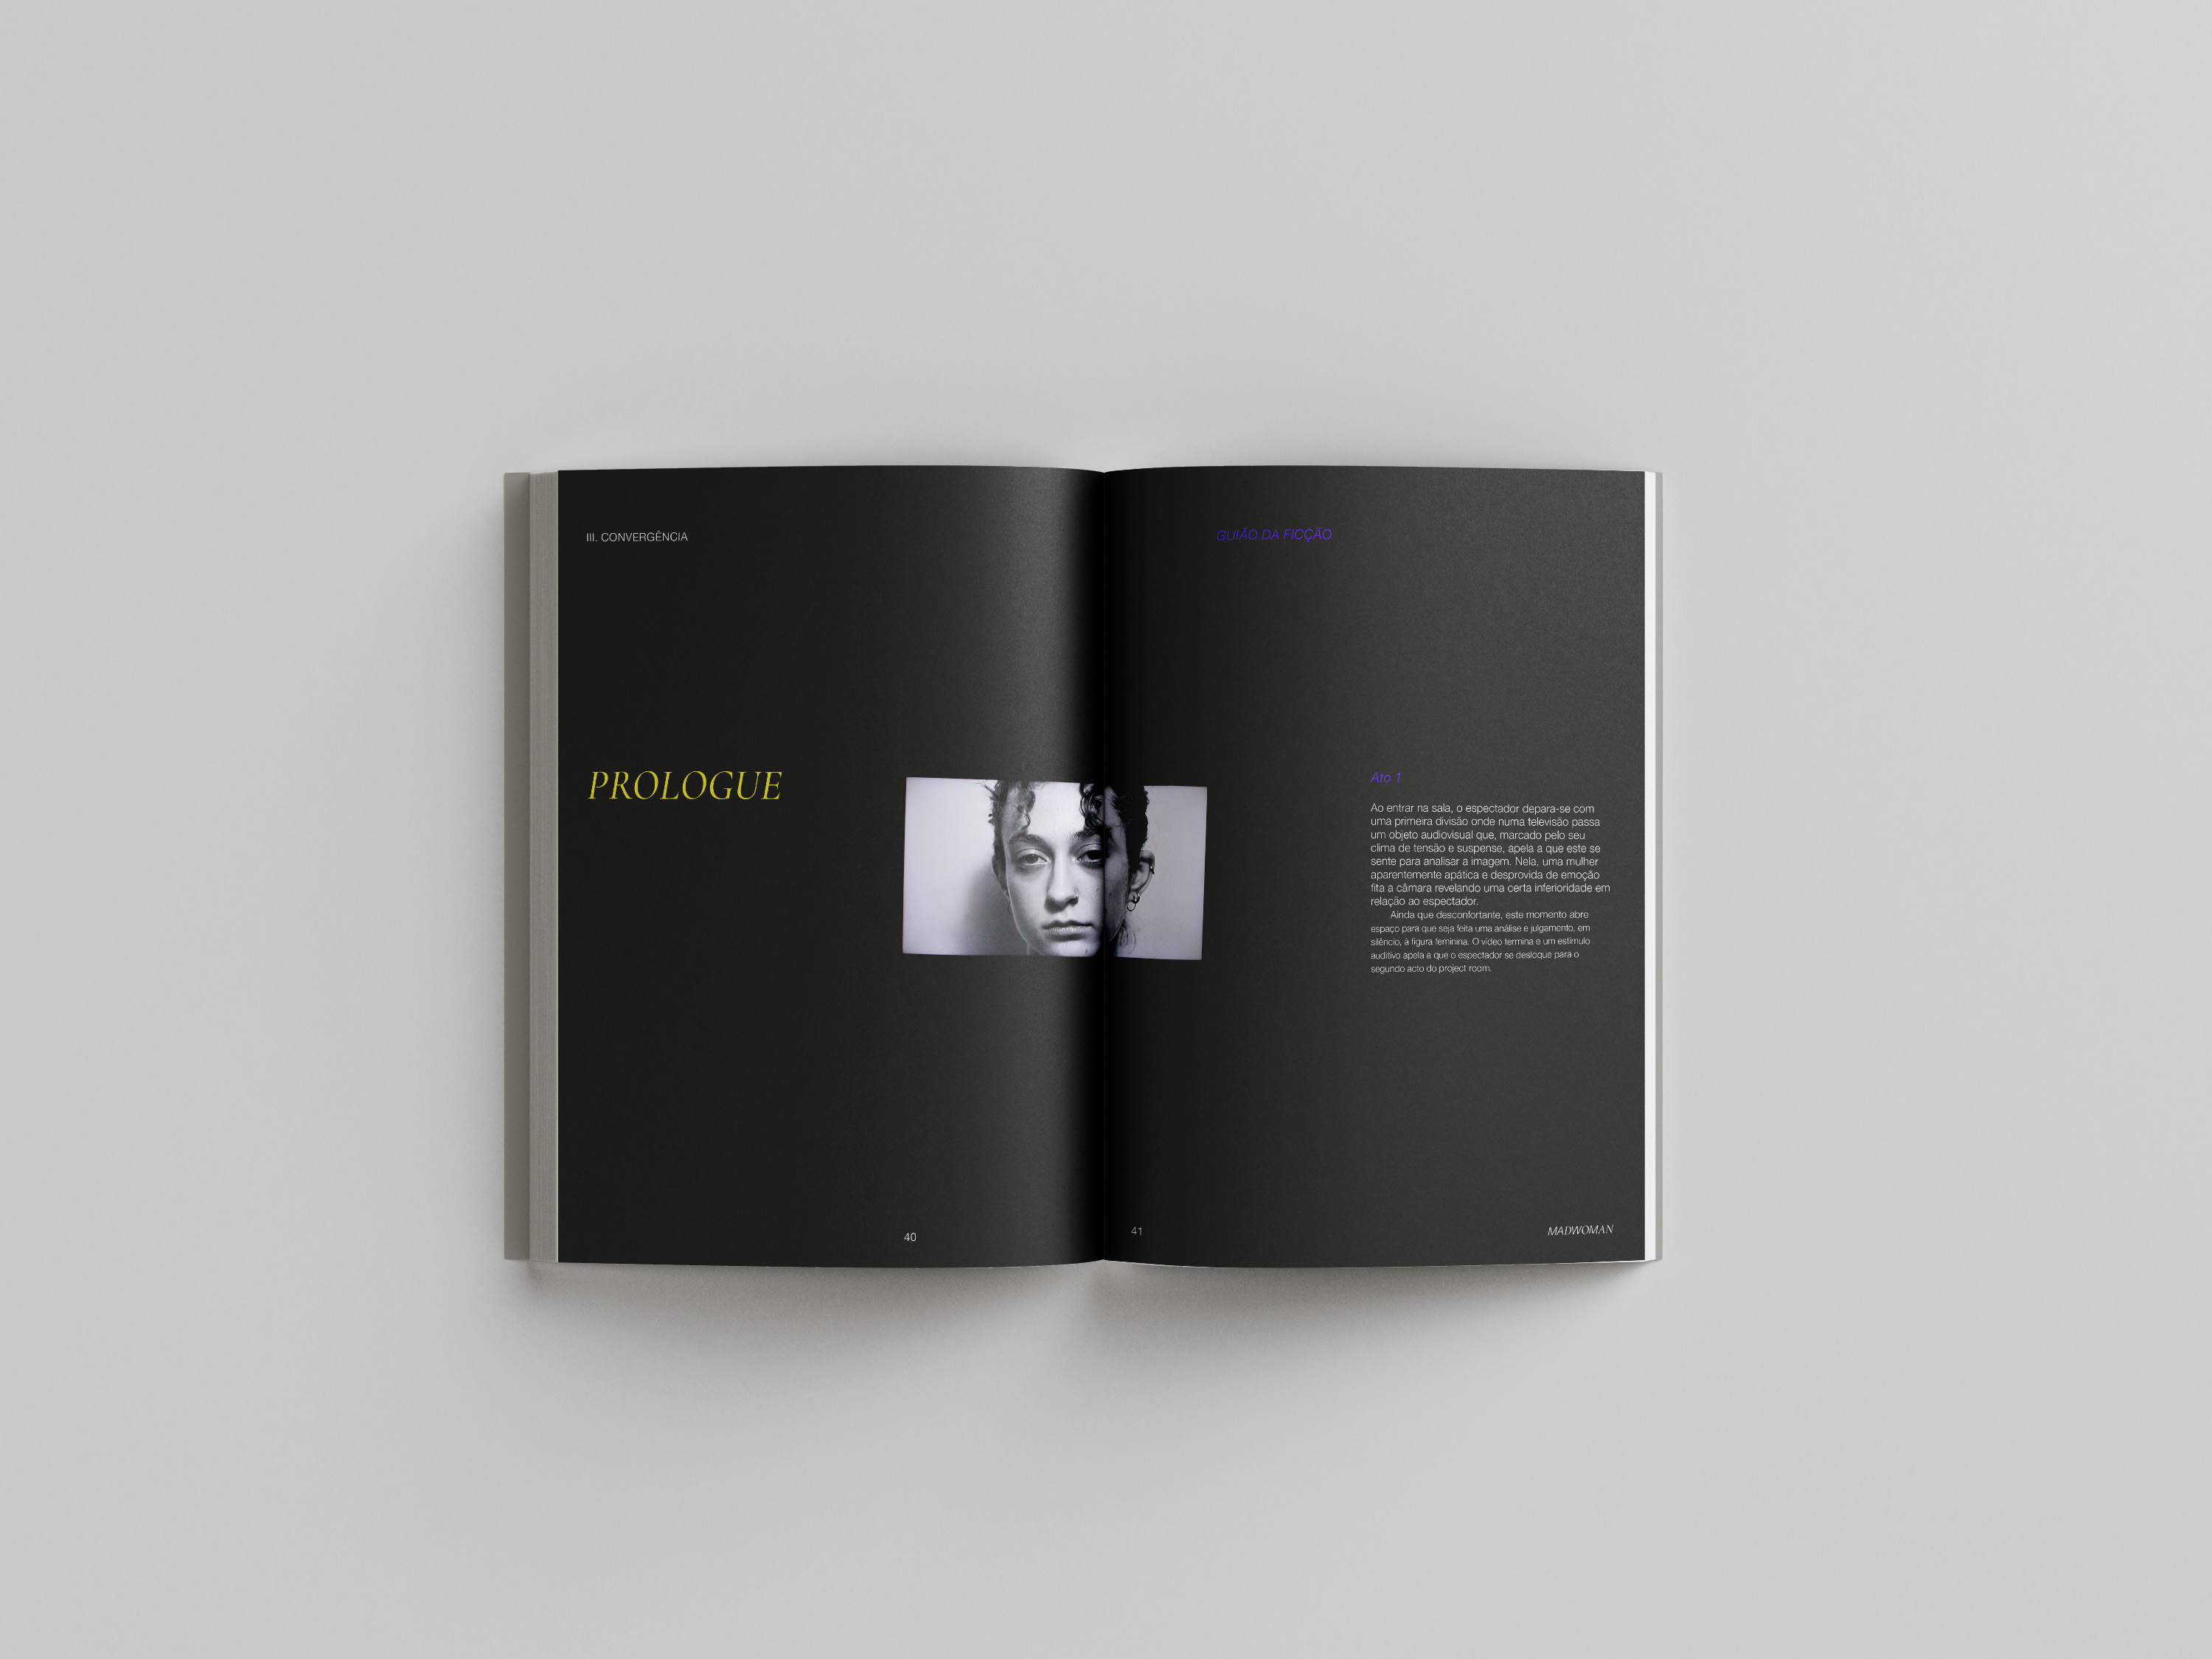 III. CONVERGÊNCIA
PROLOGUE
40
GUIÃO DA FICÇÃO
Ato 1
Ao entrar na sala, o espectador depara-se com
uma primeira divisão onde numa televisão passa
um objeto audiovisual que, marcado pelo seu
clima de tensão e suspense, apela a que este se
sente para analisar a imagem. Nela, uma mulher
aparentemente apática e desprovida de emoção
fita a câmara revelando uma certa inferioridade em
relação ao espectador.
Ainda que desconfortante, este momento abre
espaço para que seja feita uma análise e julgamento, em
silêncio, à figura feminina. O vídeo termina e um estímulo
auditivo apela a que o espectador se desloque para o
segundo acto do project room.
41
MADWOMAN